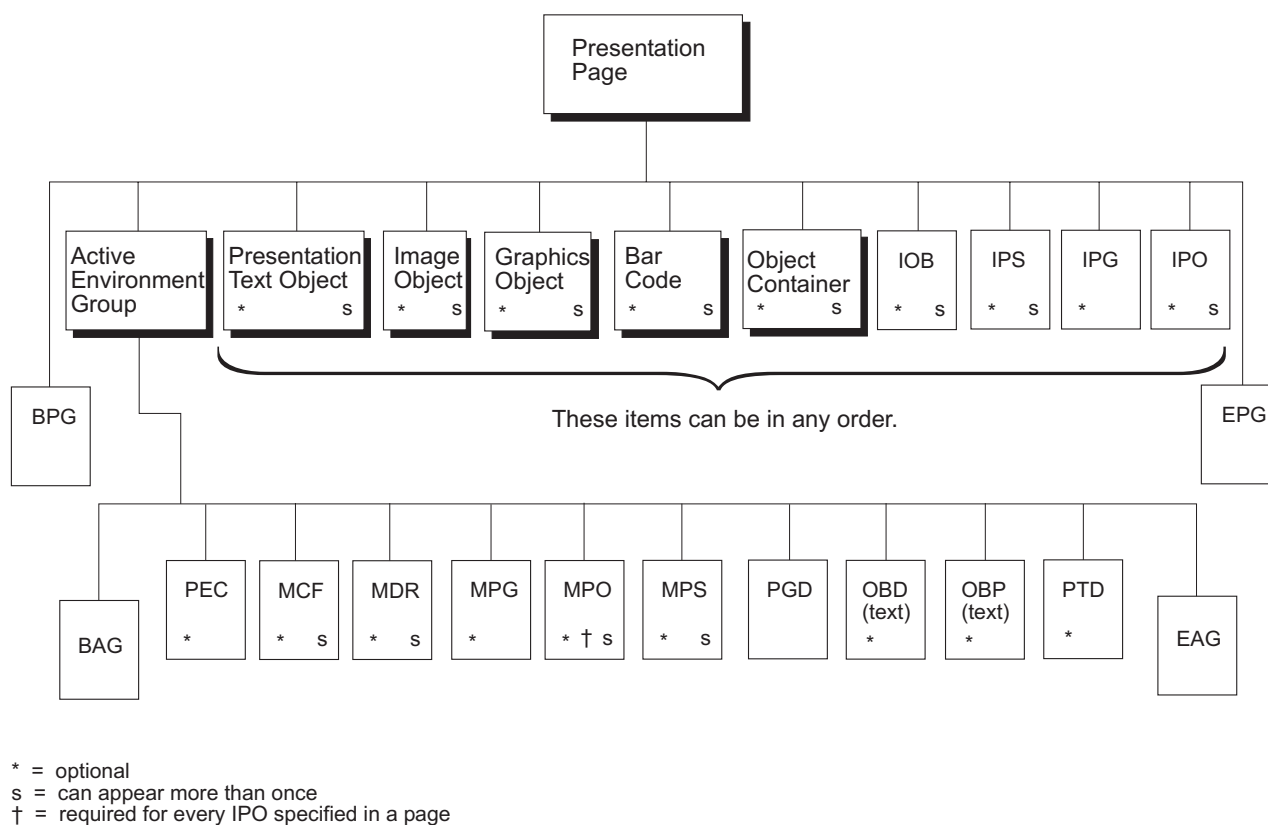 Presentation
Page
Active
Environment
Group
Presentation
Text Object
* s
Image
Object
* s
Graphics
Object
* s
Bar
Code
* s
Object
Container
* s
IOB
* s
IPS
* s
IPG
*
IPO
* s
BPG
These items can be in any order.
EPG
BAG
PEC
*
MCF
* s
MDR
* s
MPG
*
MPO
* † s
MPS
* s
PGD
OBD
(text)
*
OBP
(text)
*
PTD
*
EAG
* = optional
s = can appear more than once
† = required for every IPO specified in a page